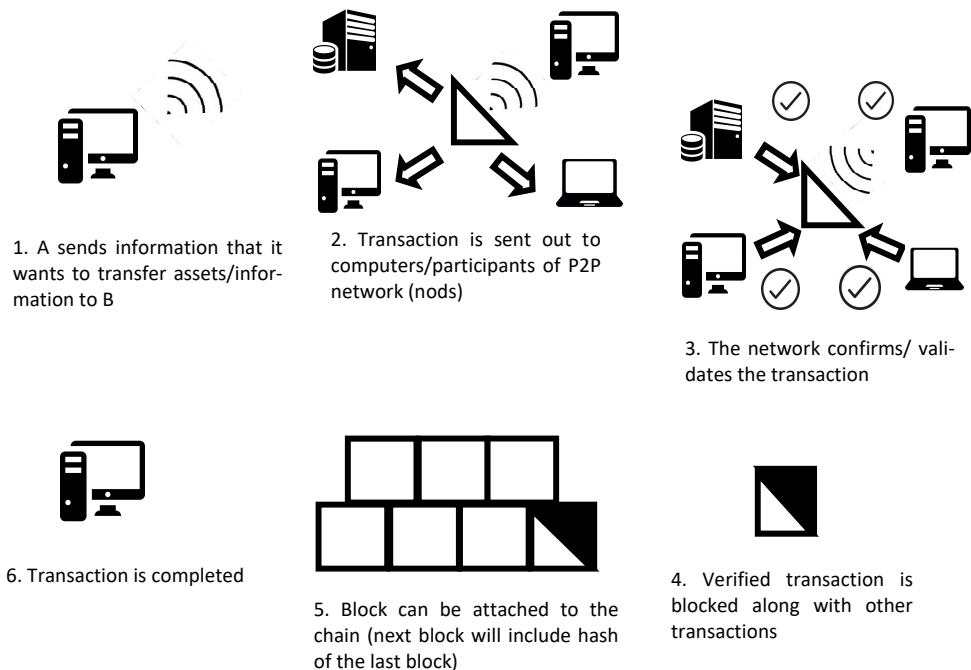 1. A sends information that it
wants to transfer assets/infor-
mation to B
2. Transaction is sent out to
computers/participants of P2P
network (nods)
3. The network confirms/ vali-
dates the transaction
4. Verified transaction is
blocked along with other
transactions
5. Block can be attached to the
chain (next block will include hash
of the last block)
6. Transaction is completed